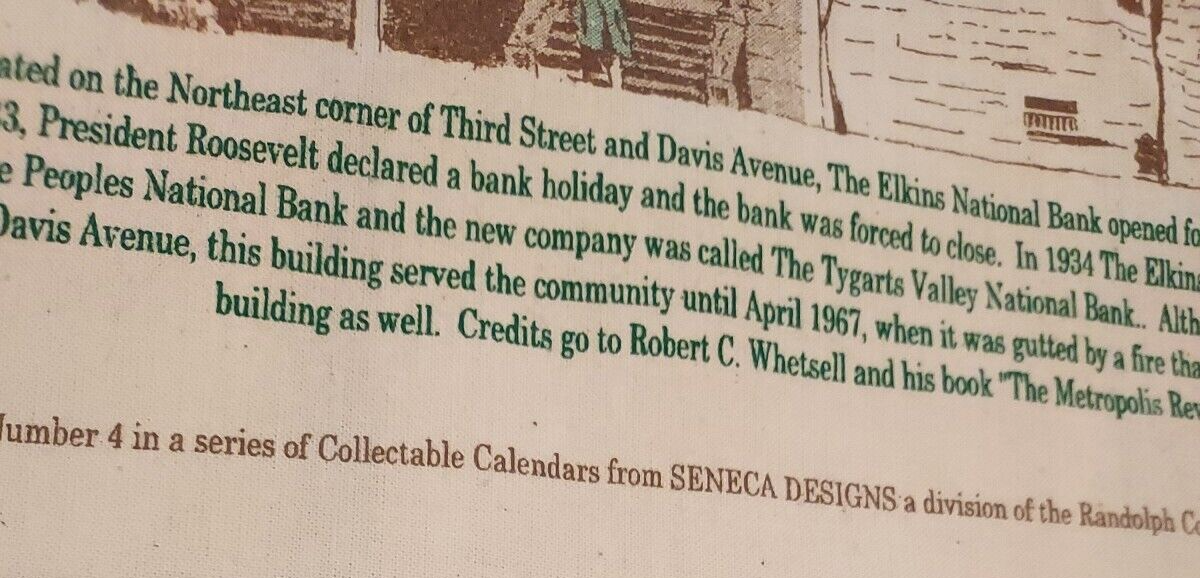 ated on the Northeast corner of Third Street and Davis Avenue, The Elkins National Bank opened fo
3, President Roosevelt declared a bank holiday and the bank was forced to close. In 1934 The Elkins
e Peoples National Bank and the new company was called The Tygarts Valley National Bank.. Alth
Davis Avenue, this building served the community until April 1967, when it was gutted by a fire tha
building as well. Credits go to Robert C. Whetsell and his book "The Metropolis Rev
Number 4 in a series of Collectable Calendars from SENECA DESIGNS a division of the Randolph Co